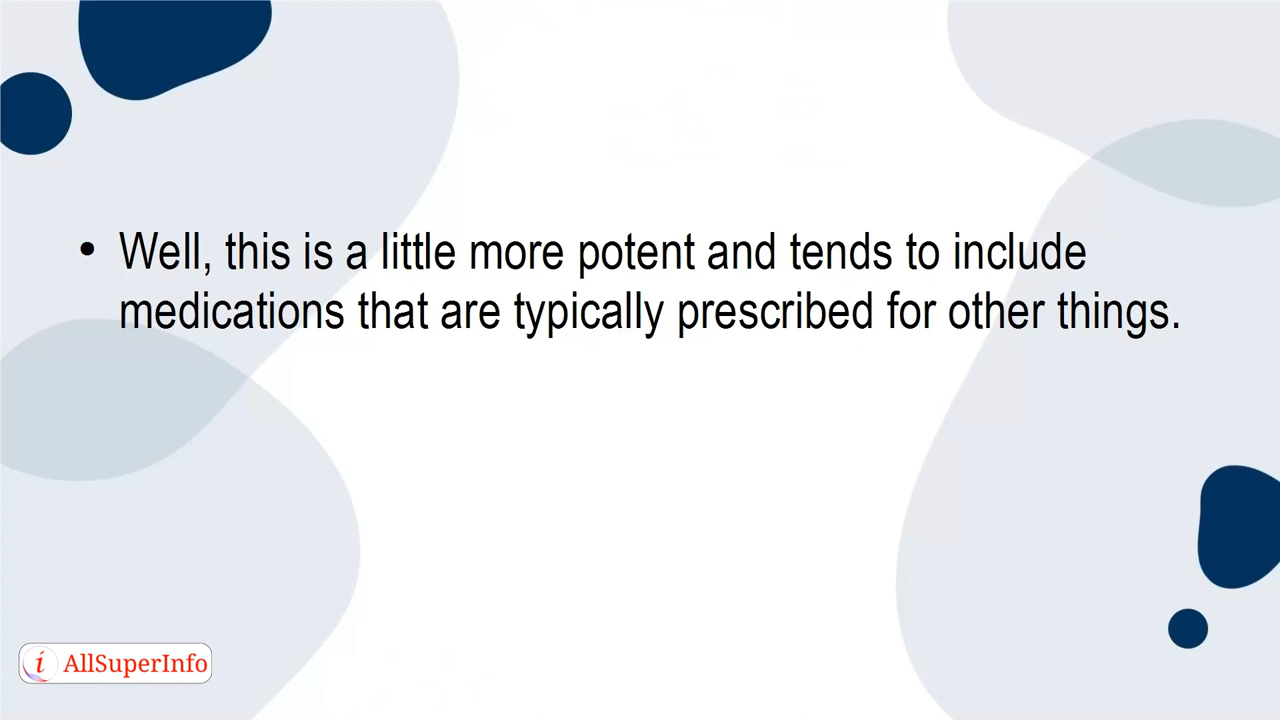 • Well, this is a little more potent and tends to include
medications that are typically prescribed for other things.
i AllSuperInfo